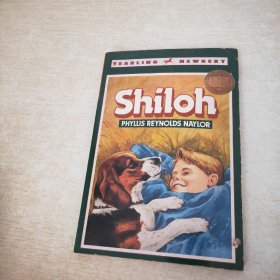 YEARLING NEWBERY
Shiloh
PHYLLIS REYNOLDS NAYLOR